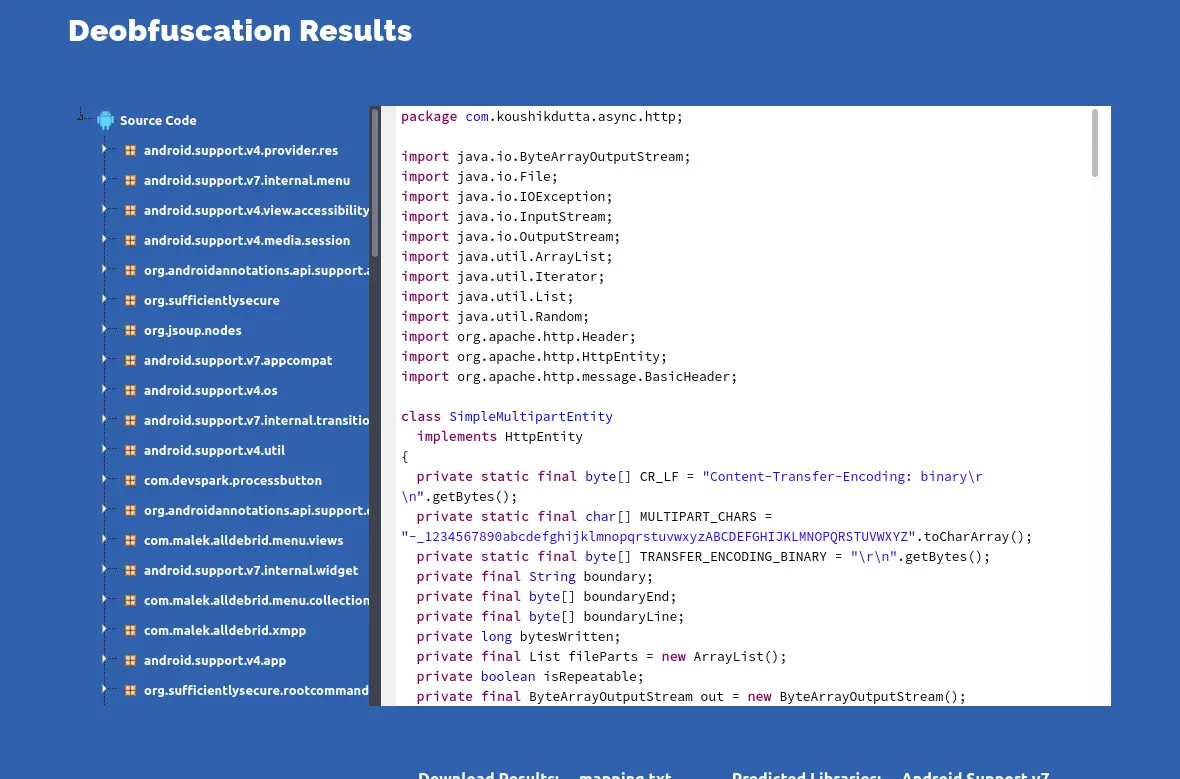 Deobfuscation Results
Source Code
android.support.v4.provider.res
android.support.v7.internal.menu
android.support.v4.view.accessibility
android.support.v4.media.session
org.androidannotations.api.support.a
org.sufficientlysecure
org.jsoup.nodes
android.support.v7.appcompat
android.support.v4.os
android.support.v7.internal.transitio
android.support.v4.util
com.devspark.processbutton
org.androidannotations.api.support.
com.malek.alldebrid.menu.views
android.support.v7.internal.widget
com.malek.alldebrid.menu.collection
com.malek.alldebrid.xmpp
android.support.v4.app
org.sufficientlysecure.rootcommand
package com.koushikdutta.async.http;
import java.io.ByteArrayOutputStream;
import java.io.File;
import java.io.IOException;
import java.io.InputStream;
import java.io.OutputStream;
import java.util.ArrayList;
import java.util.Iterator;
import java.util.List;
import java.util.Random;
import org.apache.http.Header;
import org.apache.http.HttpEntity;
import org.apache.http.message.BasicHeader;
class SimpleMultipartEntity
implements HttpEntity
{
private static final byte[] CR_LF = "Content-Transfer-Encoding: binary\r
\n".getBytes();
private static final char[] MULTIPART_CHARS =
"-_1234567890abcdefghijklmnopqrstuvwxyzABCDEFGHIJKLMNOPQRSTUVWXYZ".toCharArray();
private static final byte[] TRANSFER_ENCODING_BINARY = "\r\n".getBytes();
private final String boundary;
private final byte[] boundaryEnd;
private final byte[] boundaryLine;
private long bytesWritten;
private final List fileParts = new ArrayList();
private boolean isRepeatable;
private final ByteArrayOutputStream out = new ByteArrayOutputStream();
Download Results: mapping.txt Predicted Libraries: Android Support v7